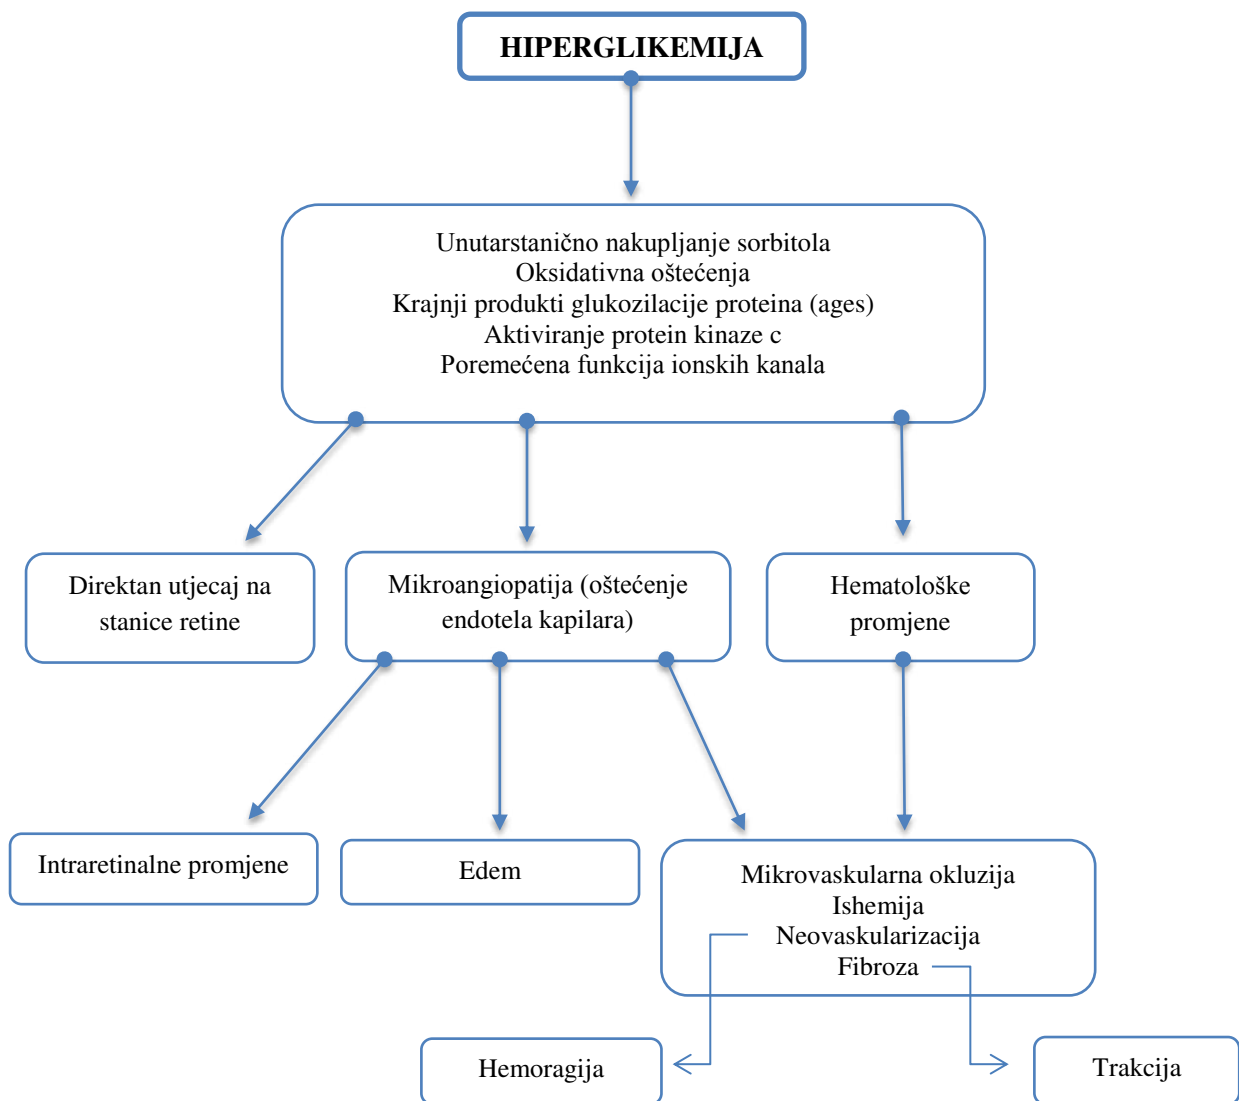 HIPERGLIKEMIJA
Unutarstanično nakupljanje sorbitola
Oksidativna oštećenja
Krajnji produkti glukozilacije proteina (ages)
Aktiviranje protein kinaze c
Poremećena funkcija ionskih kanala
Direktan utjecaj na
stanice retine
Mikroangiopatija (oštećenje
endotela kapilara)
Hematološke
promjene
Intraretinalne promjene
Edem
Mikrovaskularna okluzija
Ishemija
Neovaskularizacija
Fibroza
Hemoragija
Trakcija